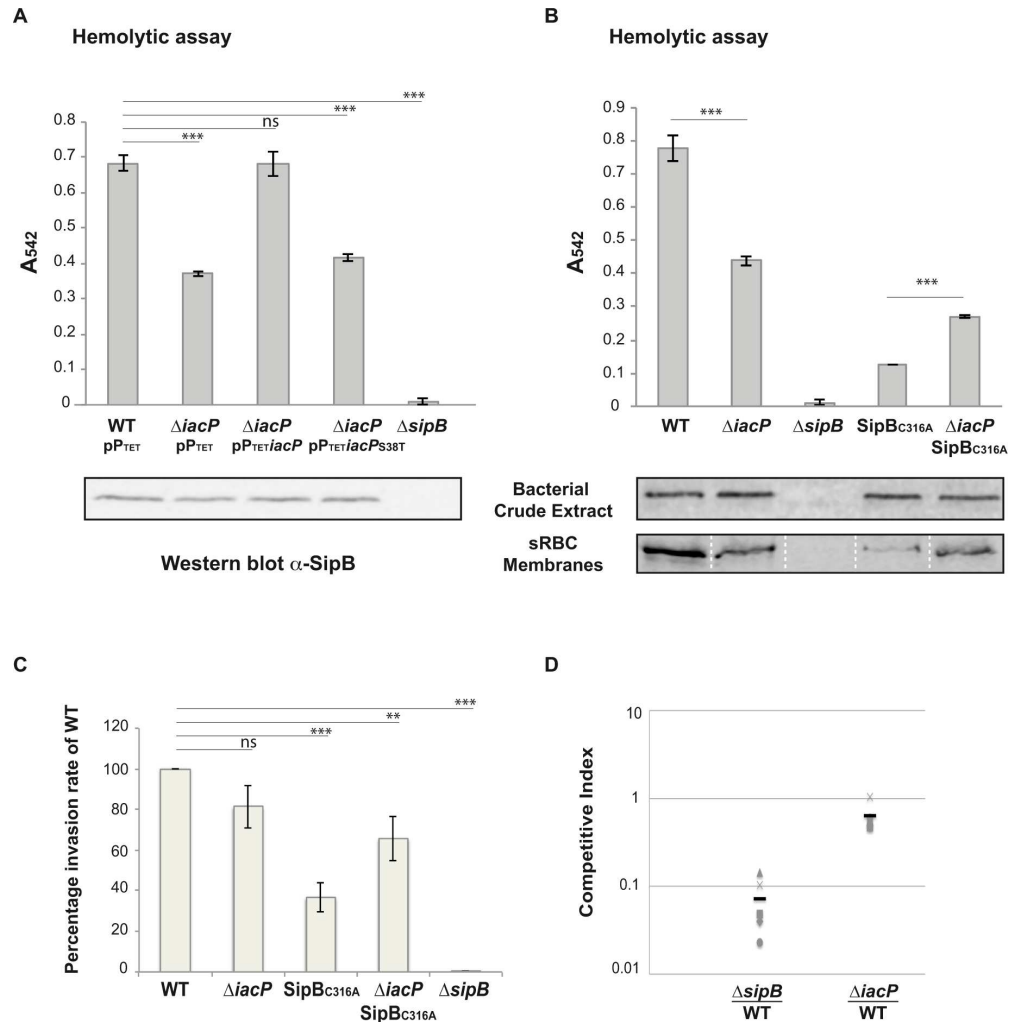 A
Hemolytic assay
***
***
ns
***
0.8
0.7
0.6
0.5
0.4
0.3
0.2
0.1
0
A542
WT
pPTET
ΔiacP
pPTET
ΔiacP
pPTETiacP
ΔiacP
pPTETiacPS38T
ΔsipB
Western blot α-SipB
B
Hemolytic assay
***
***
0.9
0.8
0.7
0.6
0.5
0.4
0.3
0.2
0.1
0
A542
WT
ΔiacP
ΔsipB
SipBC316A
ΔiacP
SipBC316A
Bacterial
Crude Extract
sRBC
Membranes
C
***
**
***
ns
120
100
80
60
40
20
0
Percentage invasion rate of WT
WT
ΔiacP
SipBC316A
ΔiacP
SipBC316A
ΔsipB
D
10
1
0.1
0.01
Competitive Index
ΔsipB
WT
ΔiacP
WT